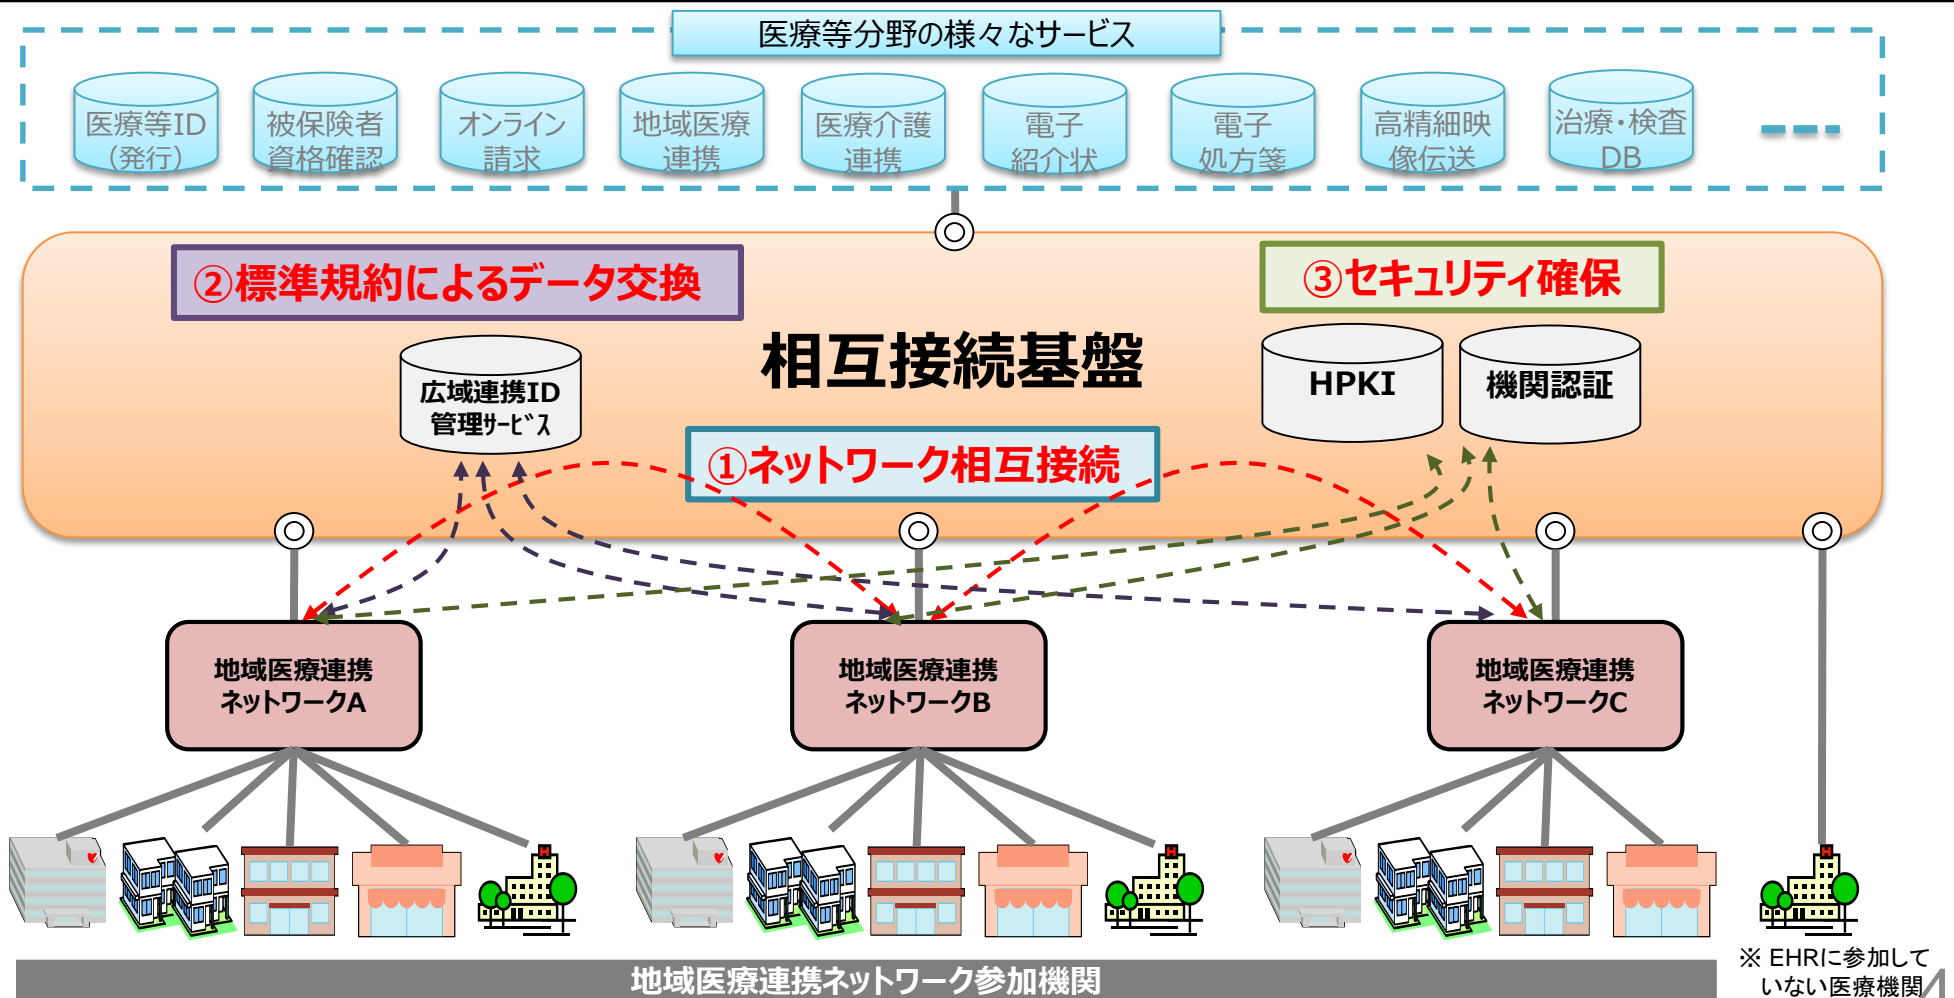 医療等分野の様々なサービス
医療等ID
（発行）
被保険者
資格確認
オンライン
請求
地域医療
連携
医療介護
連携
電子
紹介状
電子
処方箋
高精細映
像伝送
治療・検査
DB
②標準規約によるデータ交換
③セキュリティ確保
相互接続基盤
広域連携ID
管理ｻｰﾋﾞｽ
HPKI
機関認証
①ネットワーク相互接続
地域医療連携
ネットワークA
地域医療連携
ネットワークB
地域医療連携
ネットワークC
地域医療連携ネットワーク参加機関
※ EHRに参加して
いない医療機関
4